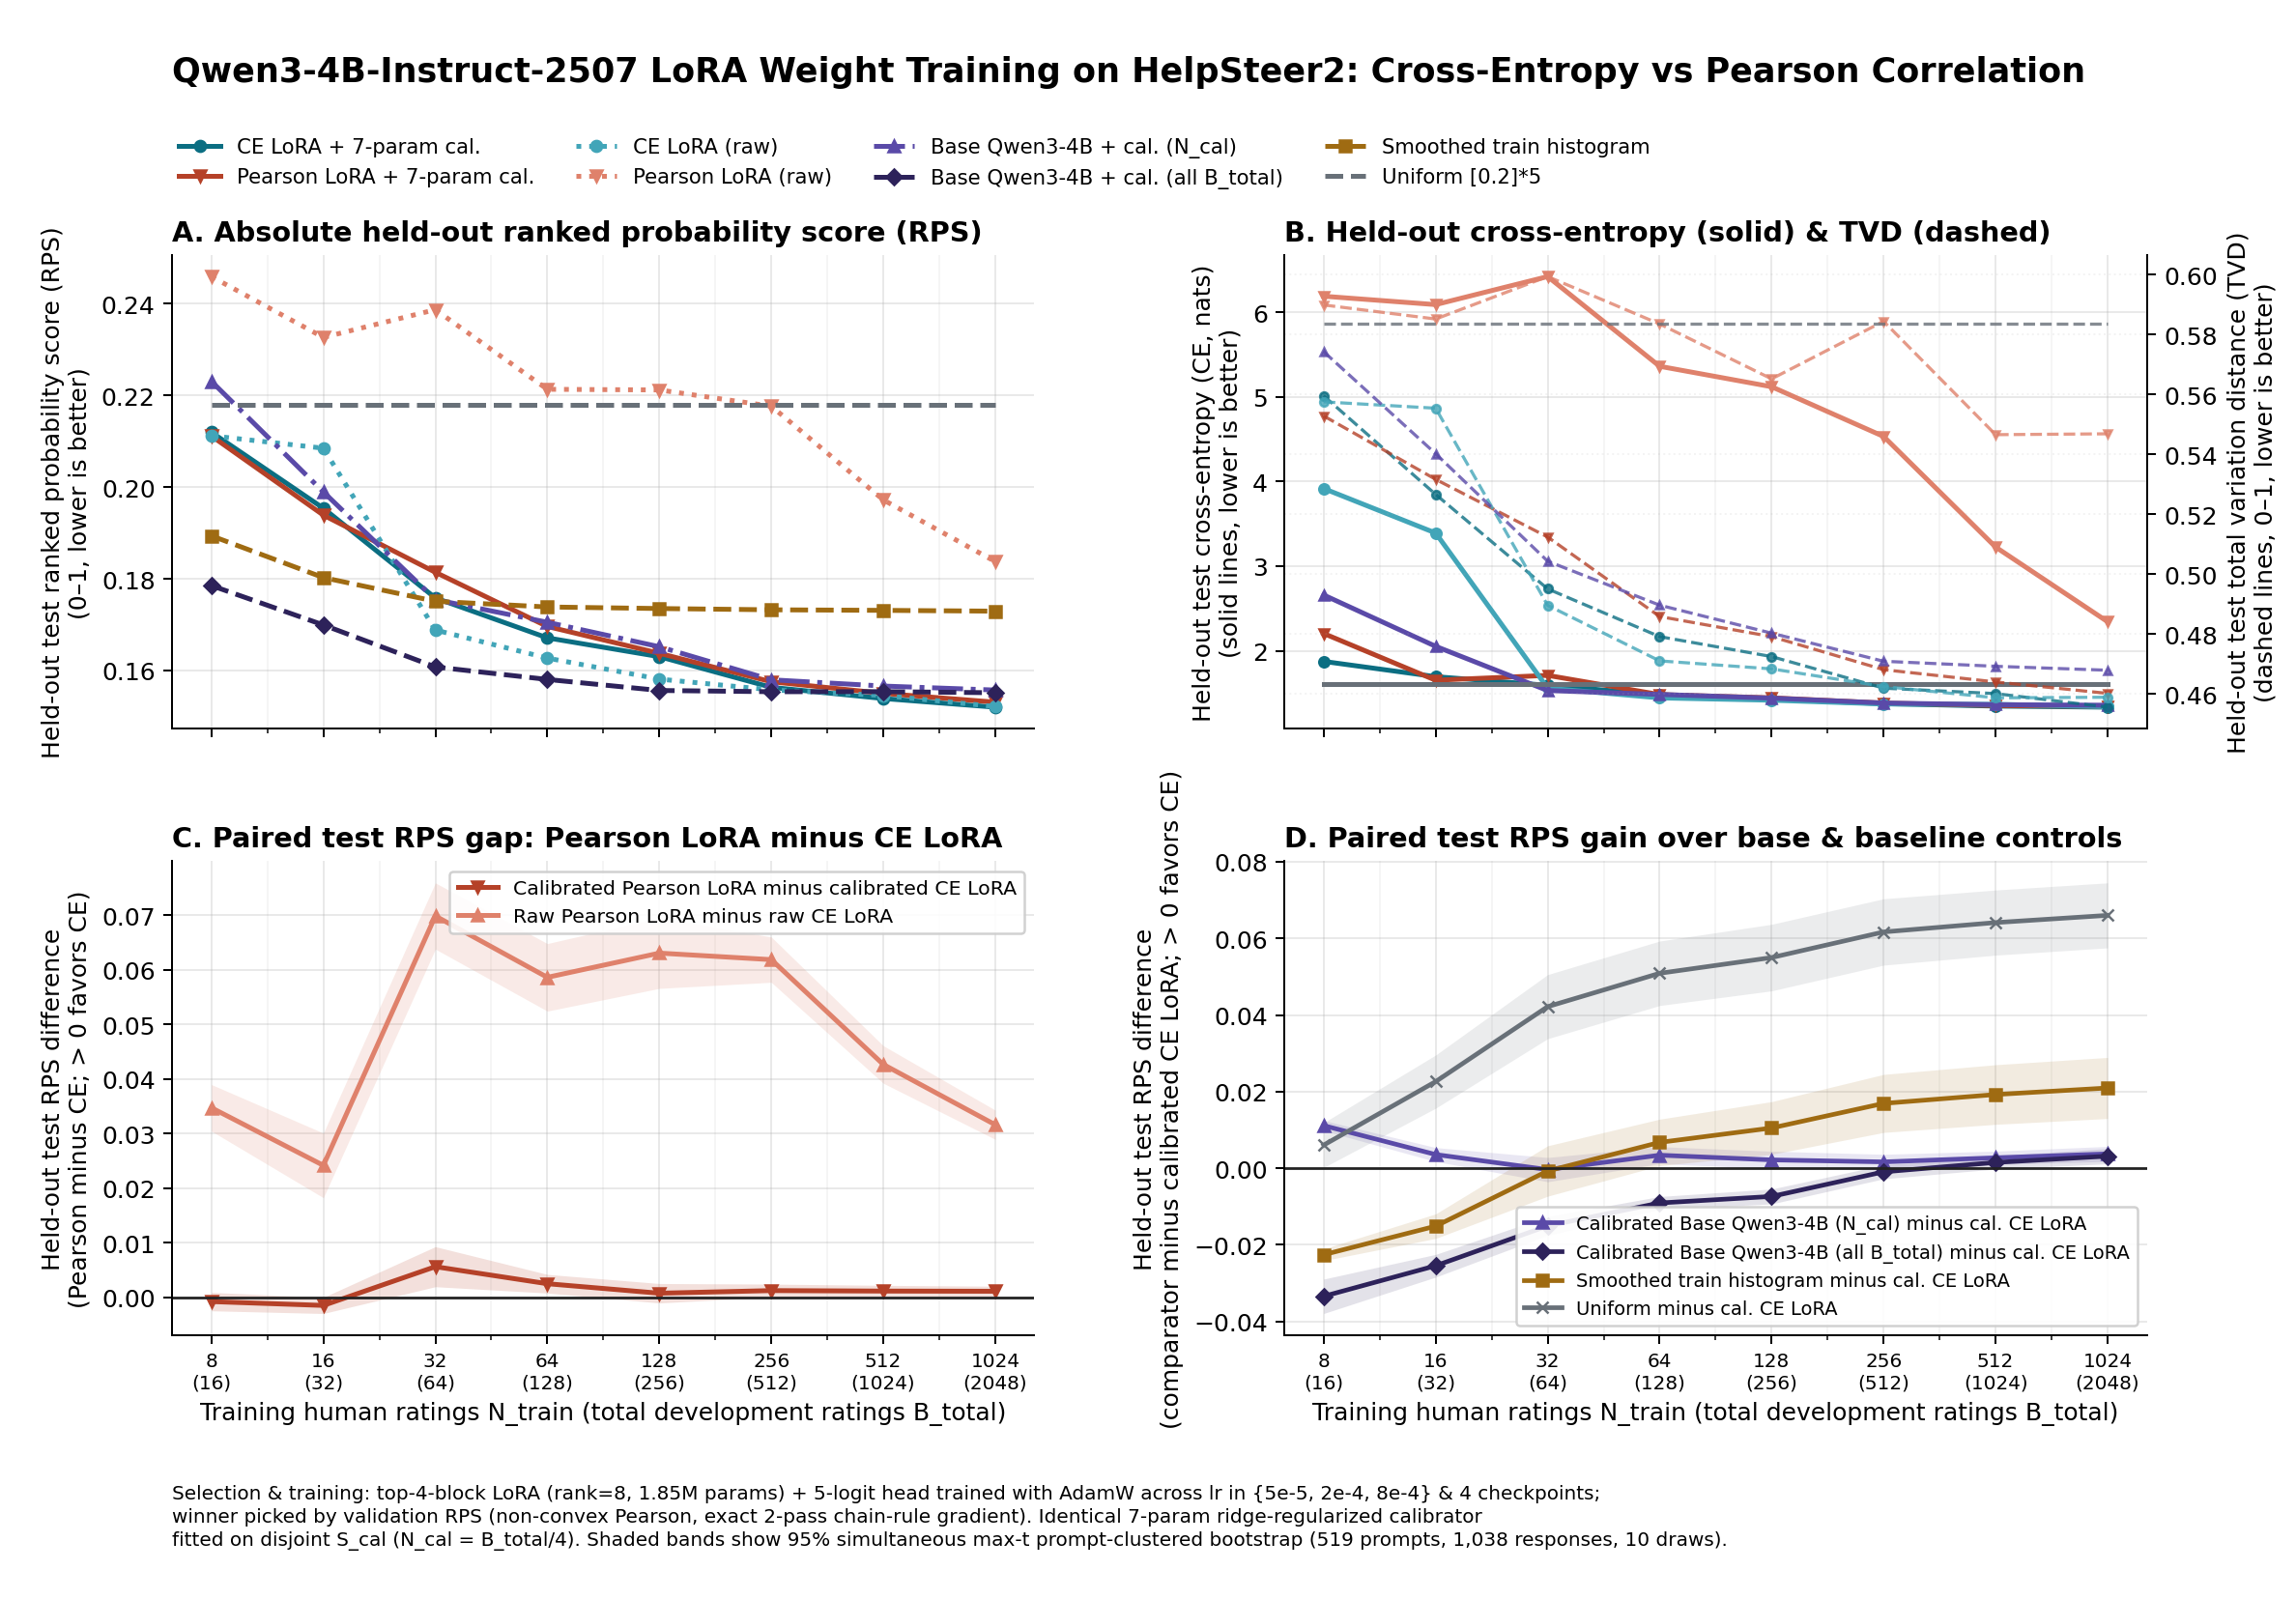 Qwen3-4B-Instruct-2507 LoRA Weight Training on HelpSteer2: Cross-Entropy vs Pearson Correlation
CE LoRA + 7-param cal.
Pearson LoRA + 7-param cal.
CE LoRA (raw)
Pearson LoRA (raw)
Base Qwen3-4B + cal. (N_cal)
Base Qwen3-4B + cal. (all B_total)
Smoothed train histogram
Uniform [0.2]*5
A. Absolute held-out ranked probability score (RPS)
Held-out test ranked probability score (RPS)
(0–1, lower is better)
0.24
0.22
0.20
0.18
0.16
B. Held-out cross-entropy (solid) & TVD (dashed)
Held-out test cross-entropy (CE, nats)
(solid lines, lower is better)
6
5
4
3
2
0.60
0.58
0.56
0.54
0.52
0.50
0.48
0.46
Held-out test total variation distance (TVD)
(dashed lines, 0–1, lower is better)
C. Paired test RPS gap: Pearson LoRA minus CE LoRA
Held-out test RPS difference
(Pearson minus CE; > 0 favors CE)
0.07
0.06
0.05
0.04
0.03
0.02
0.01
0.00
Calibrated Pearson LoRA minus calibrated CE LoRA
Raw Pearson LoRA minus raw CE LoRA
8 16 32 64 128 256 512 1024
(16) (32) (64) (128) (256) (512) (1024) (2048)
Training human ratings N_train (total development ratings B_total)
D. Paired test RPS gain over base & baseline controls
Held-out test RPS difference
(comparator minus calibrated CE LoRA; > 0 favors CE)
0.08
0.06
0.04
0.02
0.00
−0.02
−0.04
Calibrated Base Qwen3-4B (N_cal) minus cal. CE LoRA
Calibrated Base Qwen3-4B (all B_total) minus cal. CE LoRA
Smoothed train histogram minus cal. CE LoRA
Uniform minus cal. CE LoRA
8 16 32 64 128 256 512 1024
(16) (32) (64) (128) (256) (512) (1024) (2048)
Training human ratings N_train (total development ratings B_total)
Selection & training: top-4-block LoRA (rank=8, 1.85M params) + 5-logit head trained with AdamW across lr in {5e-5, 2e-4, 8e-4} & 4 checkpoints;
winner picked by validation RPS (non-convex Pearson, exact 2-pass chain-rule gradient). Identical 7-param ridge-regularized calibrator
fitted on disjoint S_cal (N_cal = B_total/4). Shaded bands show 95% simultaneous max-t prompt-clustered bootstrap (519 prompts, 1,038 responses, 10 draws).